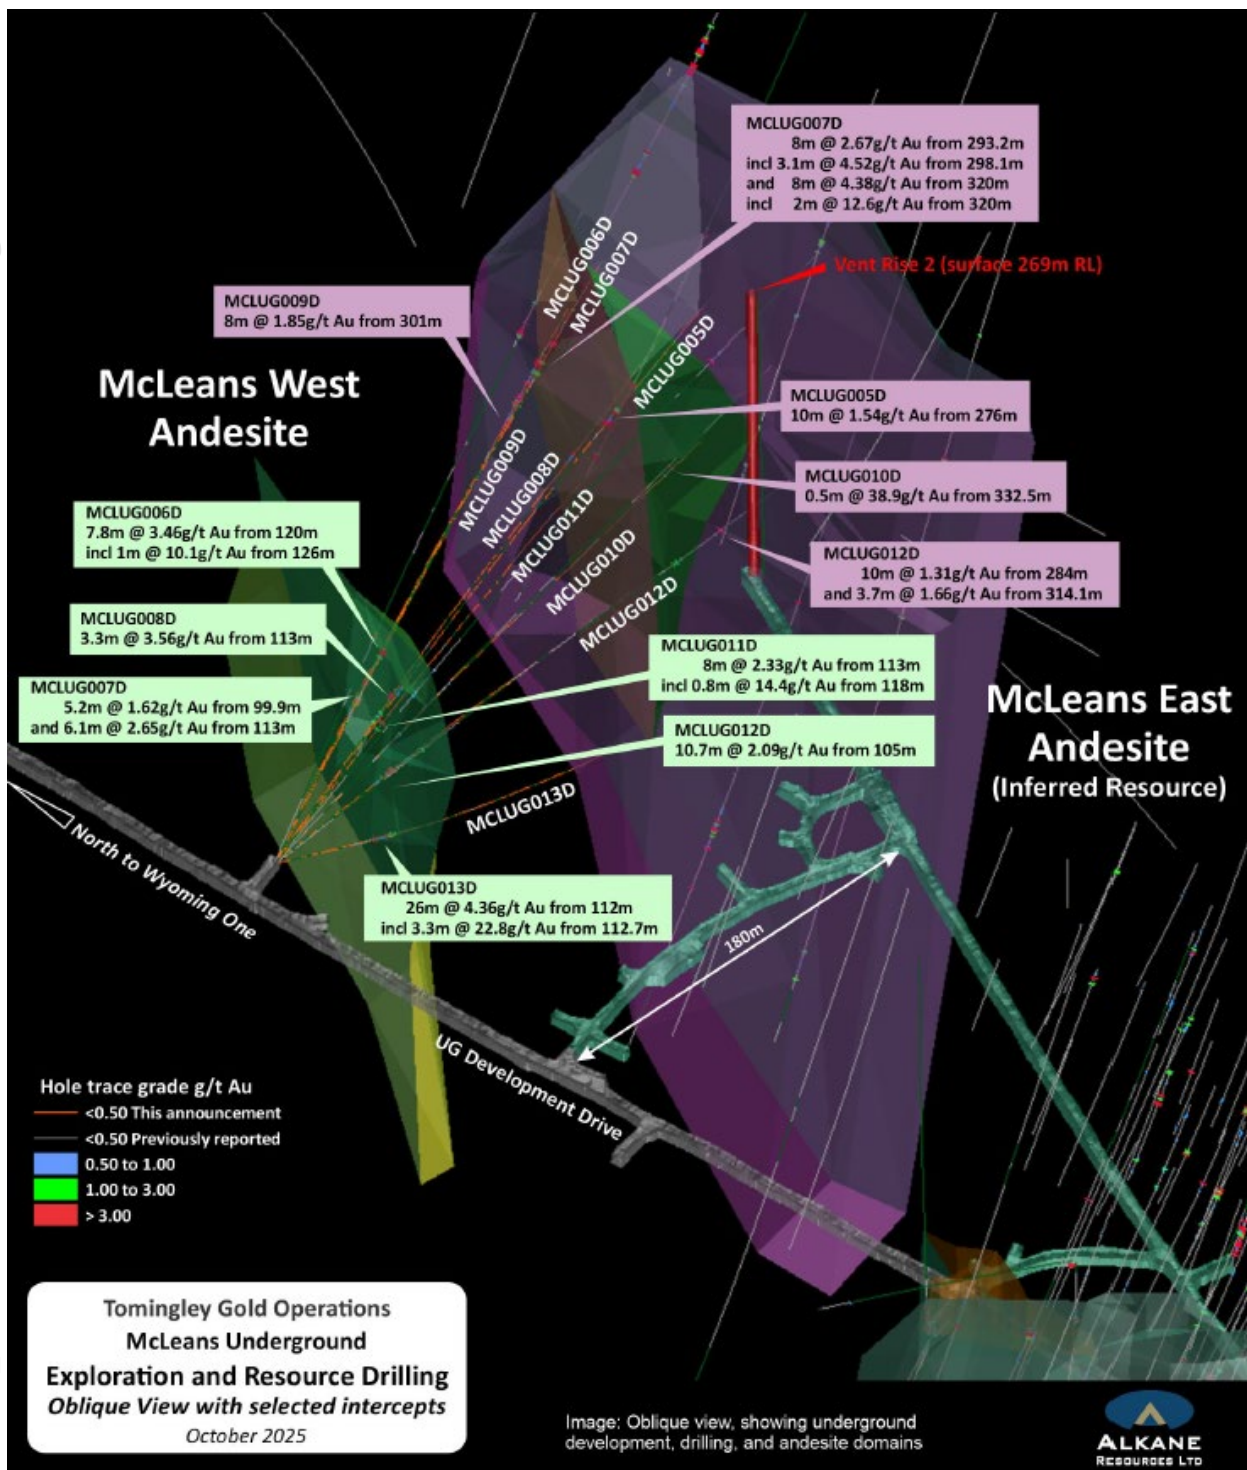 MCLUG007D
8m @ 2.67g/t Au from 293.2m
incl 3.1m @ 4.52g/t Au from 298.1m
and 8m @ 4.38g/t Au from 320m
incl 2m @ 12.6g/t Au from 320m
MCLUG006D
MCLUG007D
Vent Rise 2 (surface 269m RL)
MCLUG009D
8m @ 1.85g/t Au from 301m
MCLUG005D
McLeans West
Andesite
MCLUG005D
10m @ 1.54g/t Au from 276m
MCLUG009D
MCLUG008D
MCLUG011D
MCLUG010D
MCLUG012D
MCLUG010D
0.5m @ 38.9g/t Au from 332.5m
MCLUG006D
7.8m @ 3.46g/t Au from 120m
incl 1m @ 10.1g/t Au from 126m
MCLUG012D
10m @ 1.31g/t Au from 284m
and 3.7m @ 1.66g/t Au from 314.1m
MCLUG008D
3.3m @ 3.56g/t Au from 113m
MCLUG011D
8m @ 2.33g/t Au from 113m
incl 0.8m @ 14.4g/t Au from 118m
MCLUG007D
5.2m @ 1.62g/t Au from 99.9m
and 6.1m @ 2.65g/t Au from 113m
McLeans East
Andesite
(Inferred Resource)
MCLUG012D
10.7m @ 2.09g/t Au from 105m
MCLUG013D
North to Wyoming One
MCLUG013D
26m @ 4.36g/t Au from 112m
incl 3.3m @ 22.8g/t Au from 112.7m
180m
UG Development Drive
Hole trace grade g/t Au
<0.50 This announcement
<0.50 Previously reported
0.50 to 1.00
1.00 to 3.00
> 3.00
Tomingley Gold Operations
McLeans Underground
Exploration and Resource Drilling
Oblique View with selected intercepts
October 2025
Image: Oblique view, showing underground
development, drilling, and andesite domains
ALKANE
RESOURCES LTD